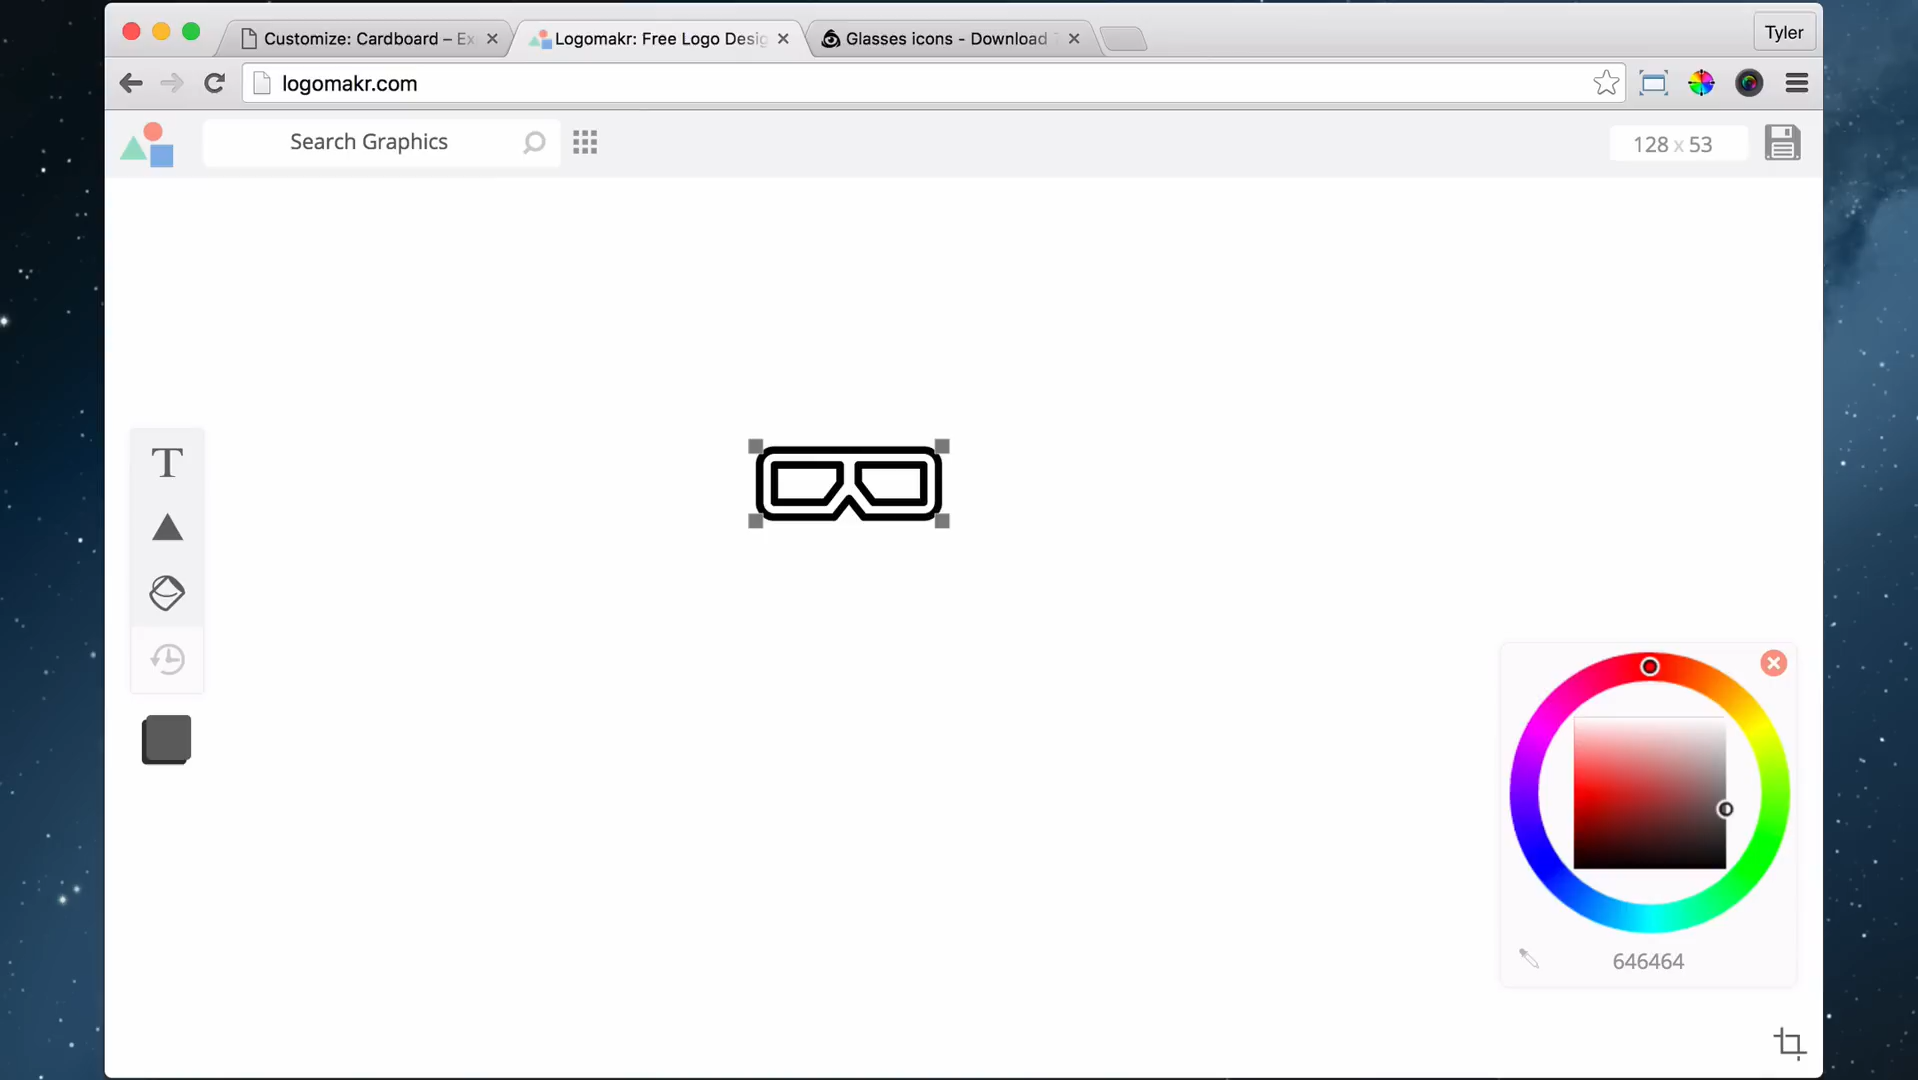 Customize: Cardboard – Ex
Logomakr: Free Logo Desig
Glasses icons - Download
Tyler
logomakr.com
Search Graphics
128 x 53
T
646464